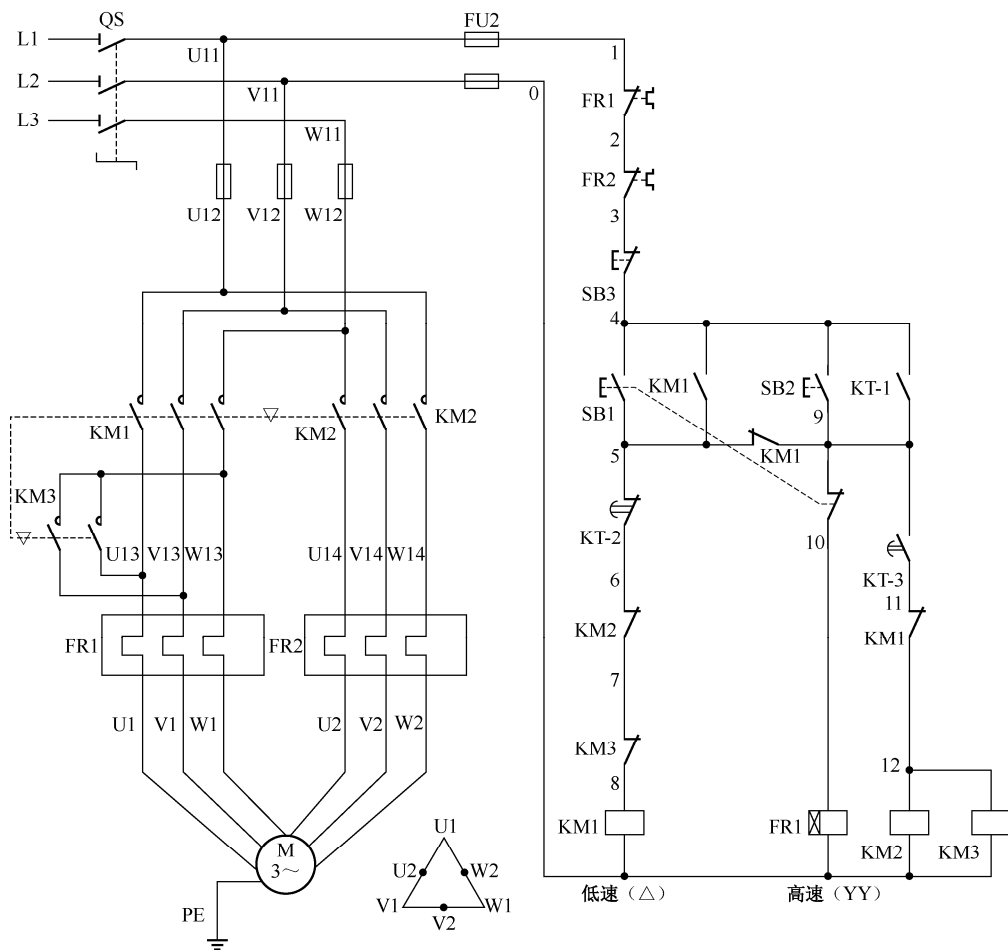 QS
FU2
L1
U11
1
L2
V11
0
FR1
L3
W11
2
FR2
U12
V12
W12
3
SB3
4
KM1
SB2
KT-1
KM1
KM2
KM2
SB1
9
5
KM1
KM3
KT-2
10
U13
V13
W13
U14
V14
W14
KT-3
6
11
FR1
FR2
KM2
KM1
7
U1
V1
W1
U2
V2
W2
KM3
12
8
KM1
FR1
KM2
KM3
M
3～
U1
U2
W2
V1
W1
V2
PE
低速（△）
高速（YY）